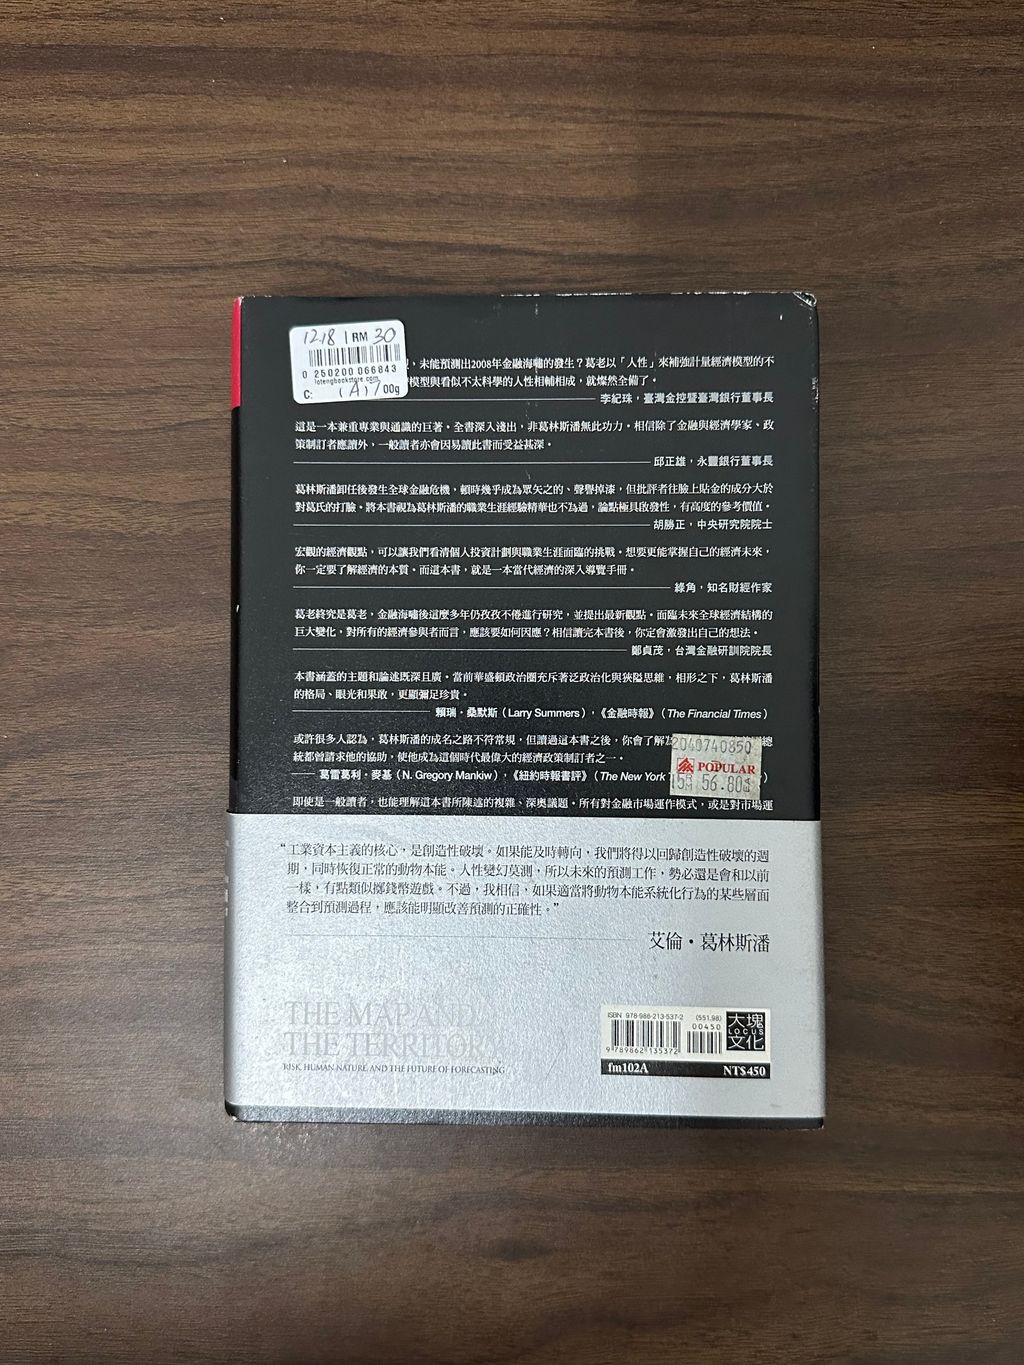 1218 | RM 30
0 250200 066843
lotengbookstore.com
C: (A)7 00g
、未能預測出2008年金融海嘯的發生？葛老以「人性」來補強計量經濟模型的不
模型與看似不太科學的人性相輔相成，就燦然全備了。
李紀珠，臺灣金控暨臺灣銀行董事長
這是一本兼重專業與通識的巨著。全書深入淺出，非葛林斯潘無此功力。相信除了金融與經濟學家、政
策制訂者應讀外，一般讀者亦會因易讀此書而受益甚深。
邱正雄，永豐銀行董事長
葛林斯潘卸任後發生全球金融危機，頓時幾乎成為眾矢之的、聲譽掉漆，但批評者往臉上貼金的成分大於
對葛氏的打臉。將本書視為葛林斯潘的職業生涯經驗精華也不為過，論點極具啟發性，有高度的參考價值。
胡勝正，中央研究院院士
宏觀的經濟觀點，可以讓我們看清個人投資計劃與職業生涯面臨的挑戰。想要更能掌握自己的經濟未來，
你一定要了解經濟的本質。而這本書，就是一本當代經濟的深入導覽手冊。
綠角，知名財經作家
葛老終究是葛老，金融海嘯後這麼多年仍孜孜不倦進行研究，並提出最新觀點。面臨未來全球經濟結構的
巨大變化，對所有的經濟參與者而言，應該要如何因應？相信讀完本書後，你定會激發出自己的想法。
鄭貞茂，台灣金融研訓院院長
本書涵蓋的主題和論述既深且廣。當前華盛頓政治圈充斥著泛政治化與狹隘思維，相形之下，葛林斯潘
的格局、眼光和果敢，更顯彌足珍貴。
賴瑞・桑默斯（Larry Summers），《金融時報》（The Financial Times）
或許很多人認為，葛林斯潘的成名之路不符常規，但讀過這本書之後，你會了解為 總
統都曾請求他的協助，使他成為這個時代最偉大的經濟政策制訂者之一。
葛雷葛利・麥基（N. Gregory Mankiw），《紐約時報書評》（The New York ）
2040740850
POPULAR
15 RM 56.80
即使是一般讀者，也能理解這本書所陳述的複雜、深奧議題。所有對金融市場運作模式，或是對市場運
“工業資本主義的核心，是創造性破壞。如果能及時轉向，我們將得以回歸創造性破壞的週
期，同時恢復正常的動物本能。人性變幻莫測，所以未來的預測工作，勢必還是會和以前
一樣，有點類似擲錢幣遊戲。不過，我相信，如果適當將動物本能系統化行為的某些層面
整合到預測過程，應該能明顯改善預測的正確性。”
艾倫・葛林斯潘
THE MAP AND
THE TERRITORY
RISK, HUMAN NATURE, AND THE FUTURE OF FORECASTING
ISBN 978-986-213-537-2 (551.98)
00450
9 789862 135372
大塊
LOCUS
文化
fm102A NT$450